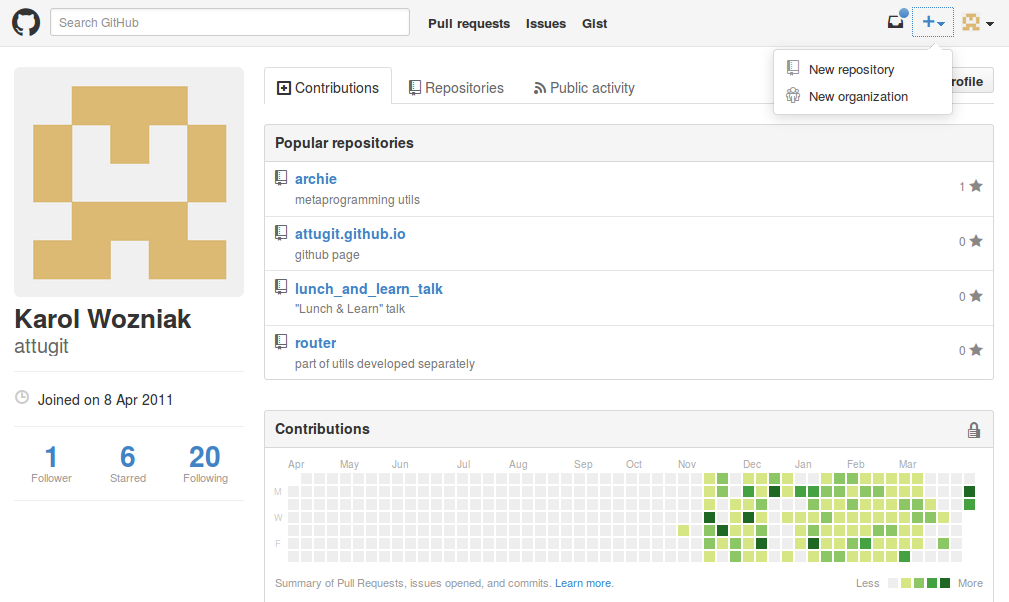 Search GitHub
Pull requests Issues Gist
New repository
New organization
rofile
Contributions Repositories Public activity
Karol Wozniak
attugit
Joined on 8 Apr 2011
1 6 20
Follower Starred Following
Popular repositories
archie
metaprogramming utils
1
attugit.github.io
github page
0
lunch_and_learn_talk
"Lunch & Learn" talk
0
router
part of utils developed separately
0
Contributions
Apr May Jun Jul Aug Sep Oct Nov Dec Jan Feb Mar
M
W
F
Summary of Pull Requests, issues opened, and commits. Learn more.
Less More